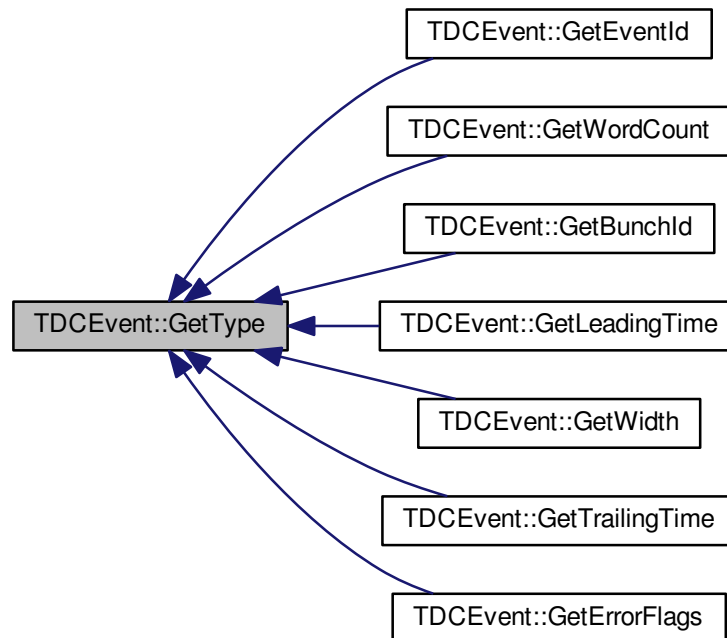 TDCEvent::GetEventId
TDCEvent::GetWordCount
TDCEvent::GetBunchId
TDCEvent::GetType
TDCEvent::GetLeadingTime
TDCEvent::GetWidth
TDCEvent::GetTrailingTime
TDCEvent::GetErrorFlags